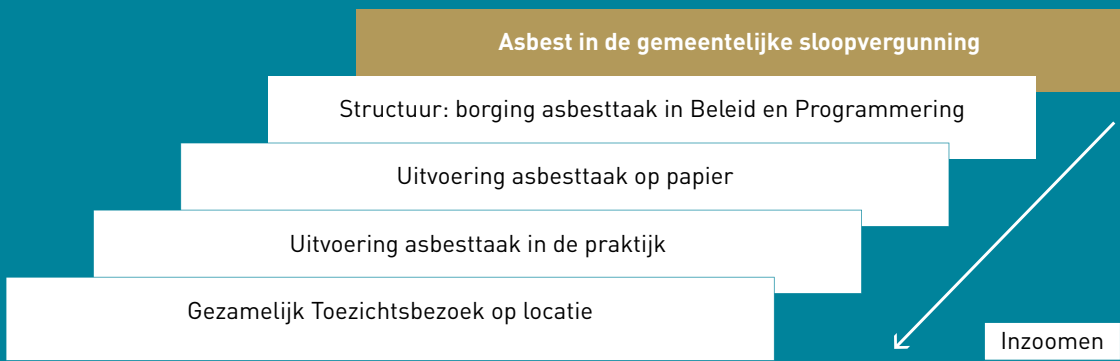 Asbest in de gemeentelijke sloopvergunning
Structuur: borging asbesttaak in Beleid en Programmering
Uitvoering asbesttaak op papier
Uitvoering asbesttaak in de praktijk
Gezamelijk Toezichtsbezoek op locatie
Inzoomen